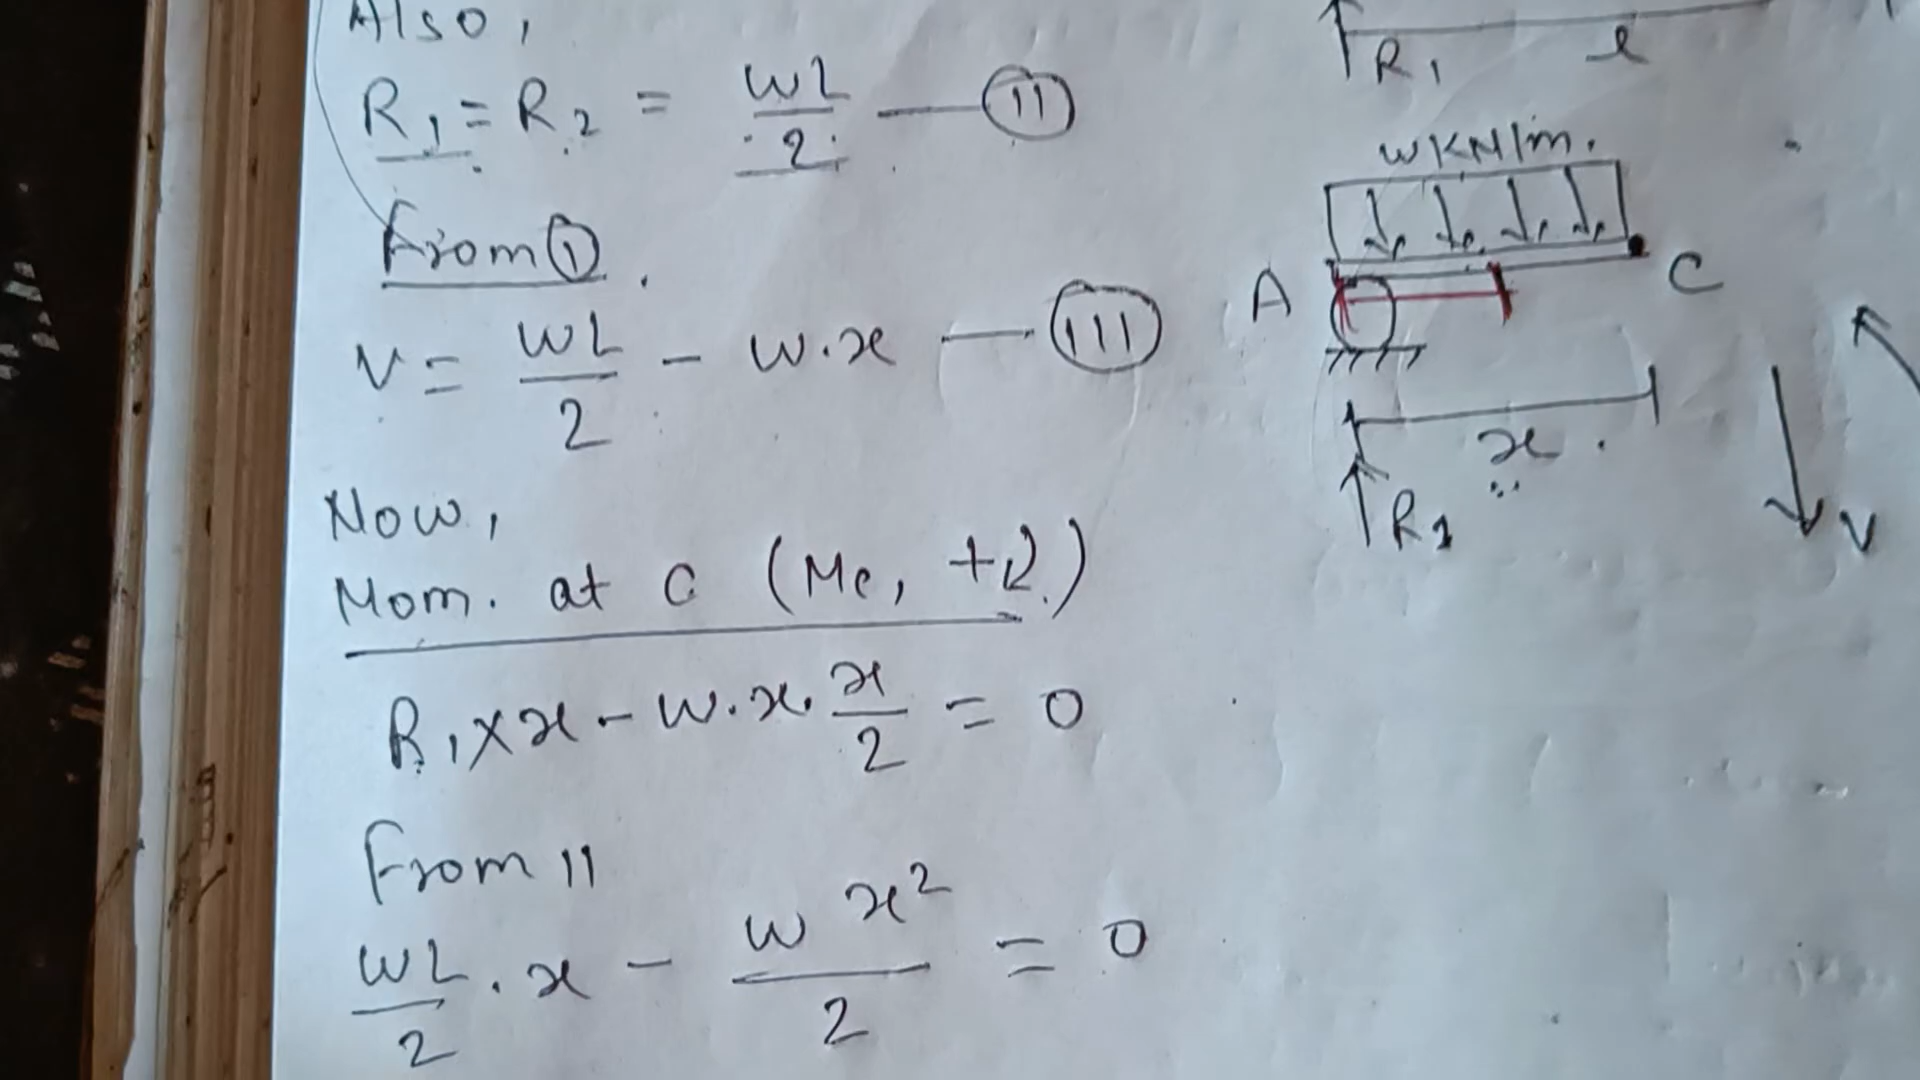 Also,
R₁ = R₂ = wL/2 — (II)
From (I).
V = wL/2 - w.x — (III)
Now,
Mom. at C (Mc, +↻)
R₁ × x - w.x. x/2 = 0
From II
wL/2 . x - w x²/2 = 0
R₁ l
w KN/m.
A C
x
R₁ V